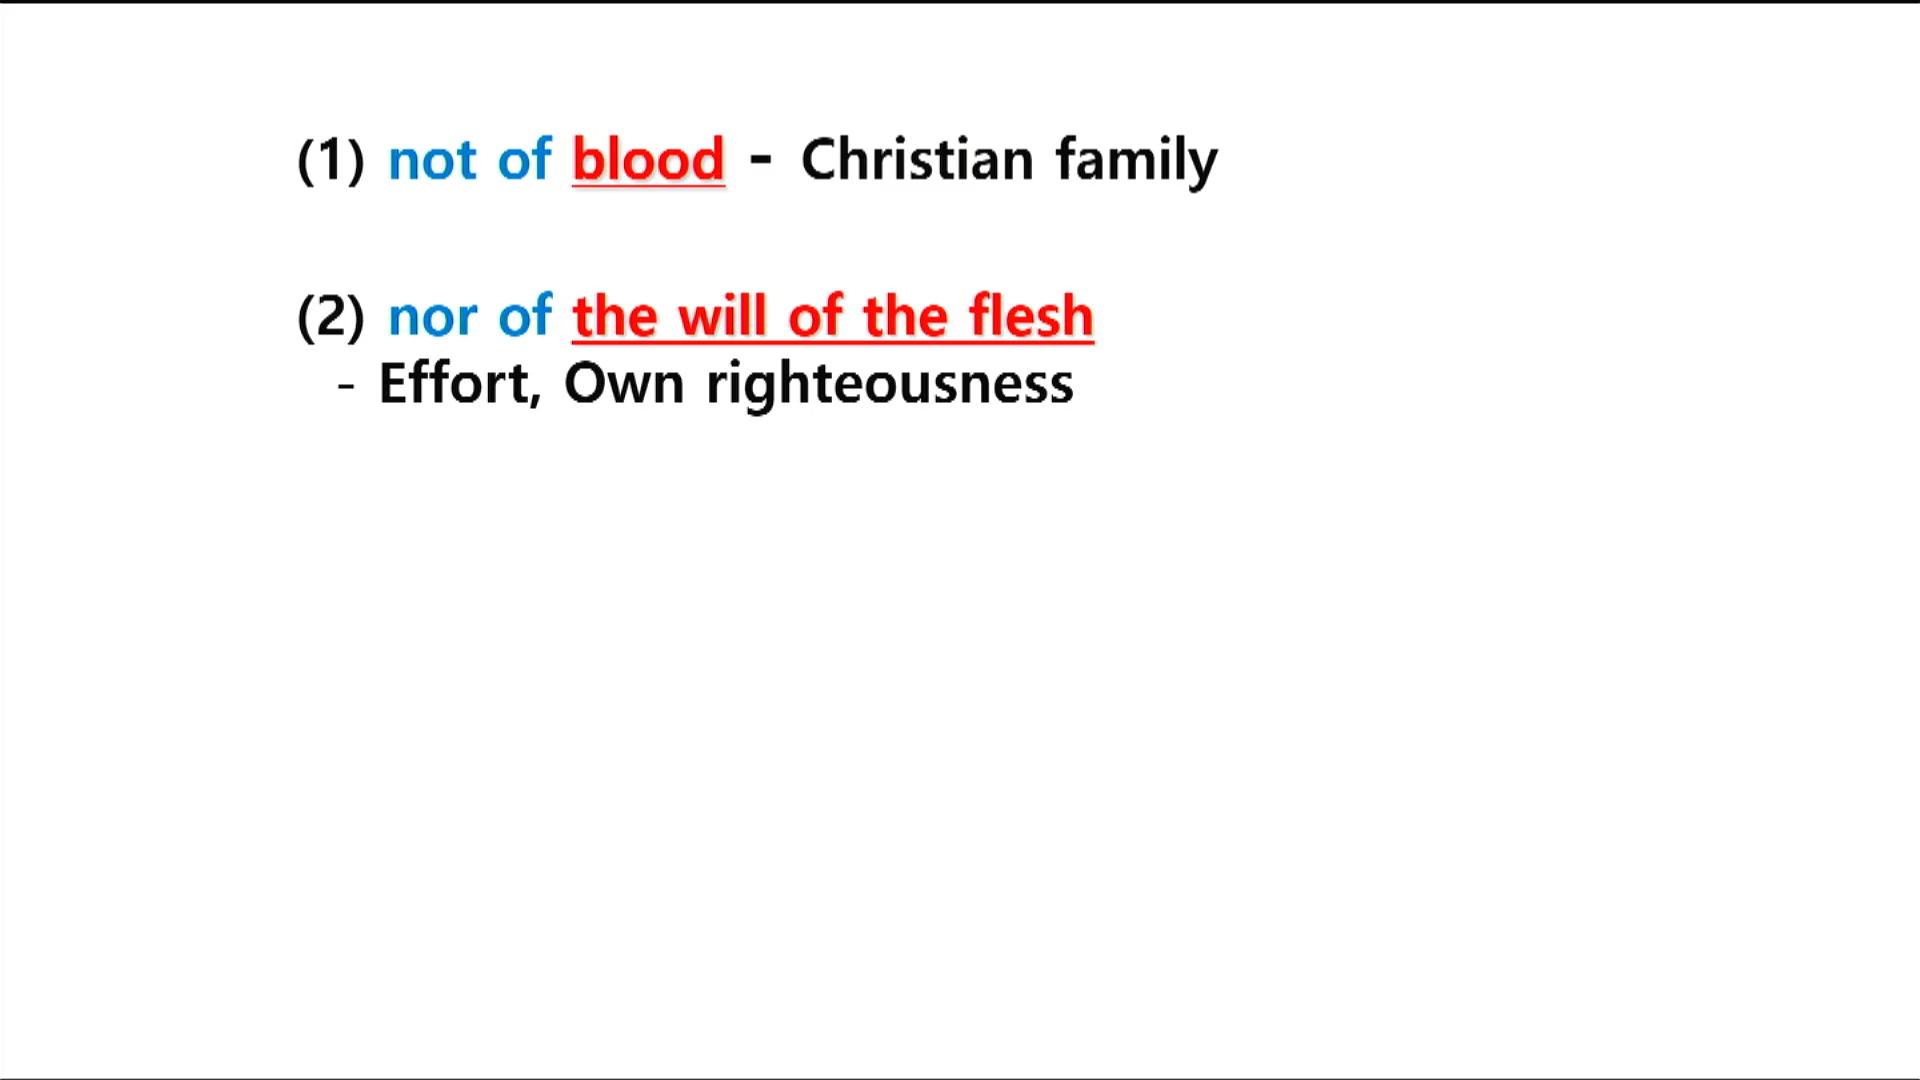 (1) not of blood - Christian family
(2) nor of the will of the flesh
- Effort, Own righteousness